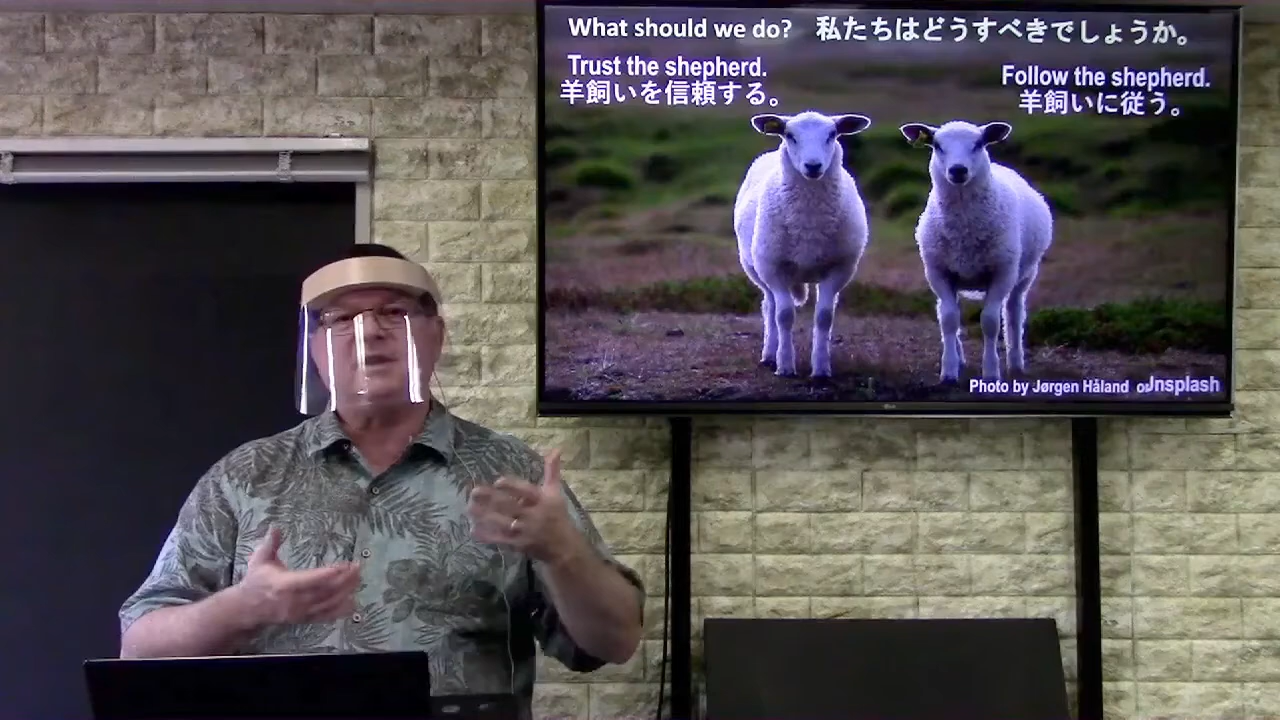 What should we do? 私たちはどうすべきでしょうか。
Trust the shepherd.
羊飼いを信頼する。
Follow the shepherd.
羊飼いに従う。
Photo by Jørgen Håland on Unsplash